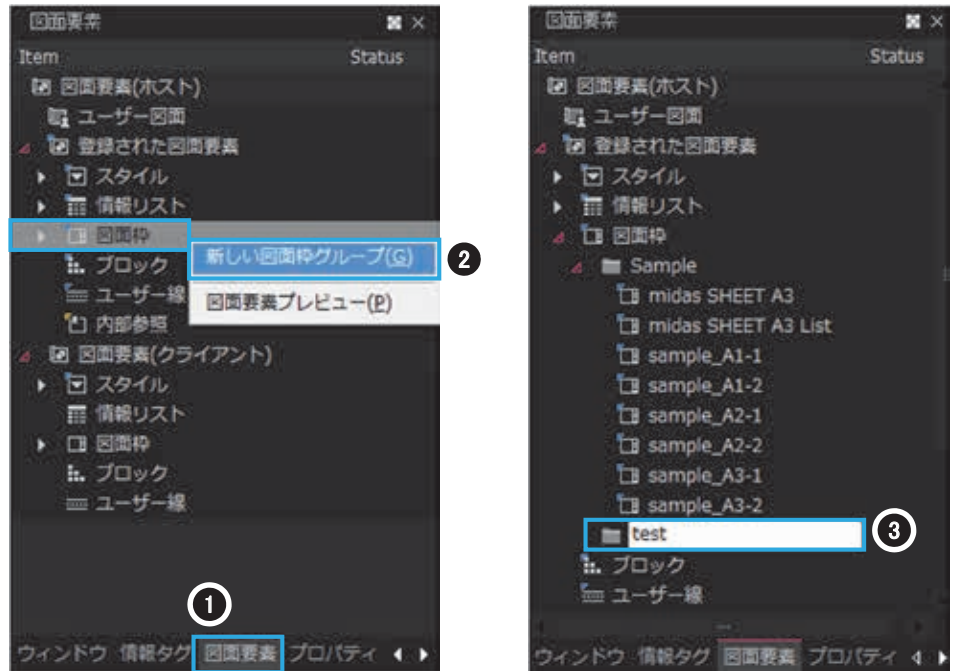 図面要素
Item Status
図面要素(ホスト)
ユーザー図面
登録された図面要素
スタイル
情報リスト
図面枠
新しい図面枠グループ(G)
2
ブロック
ユーザー線
図面要素プレビュー(P)
内部参照
図面要素(クライアント)
スタイル
情報リスト
図面枠
ブロック
ユーザー線
1
ウィンドウ 情報タグ 図面要素 プロパティ
図面要素
Item Status
図面要素(ホスト)
ユーザー図面
登録された図面要素
スタイル
情報リスト
図面枠
Sample
midas SHEET A3
midas SHEET A3 List
sample_A1-1
sample_A1-2
sample_A2-1
sample_A2-2
sample_A3-1
sample_A3-2
test
3
ブロック
ユーザー線
ウィンドウ 情報タグ 図面要素 プロパティ